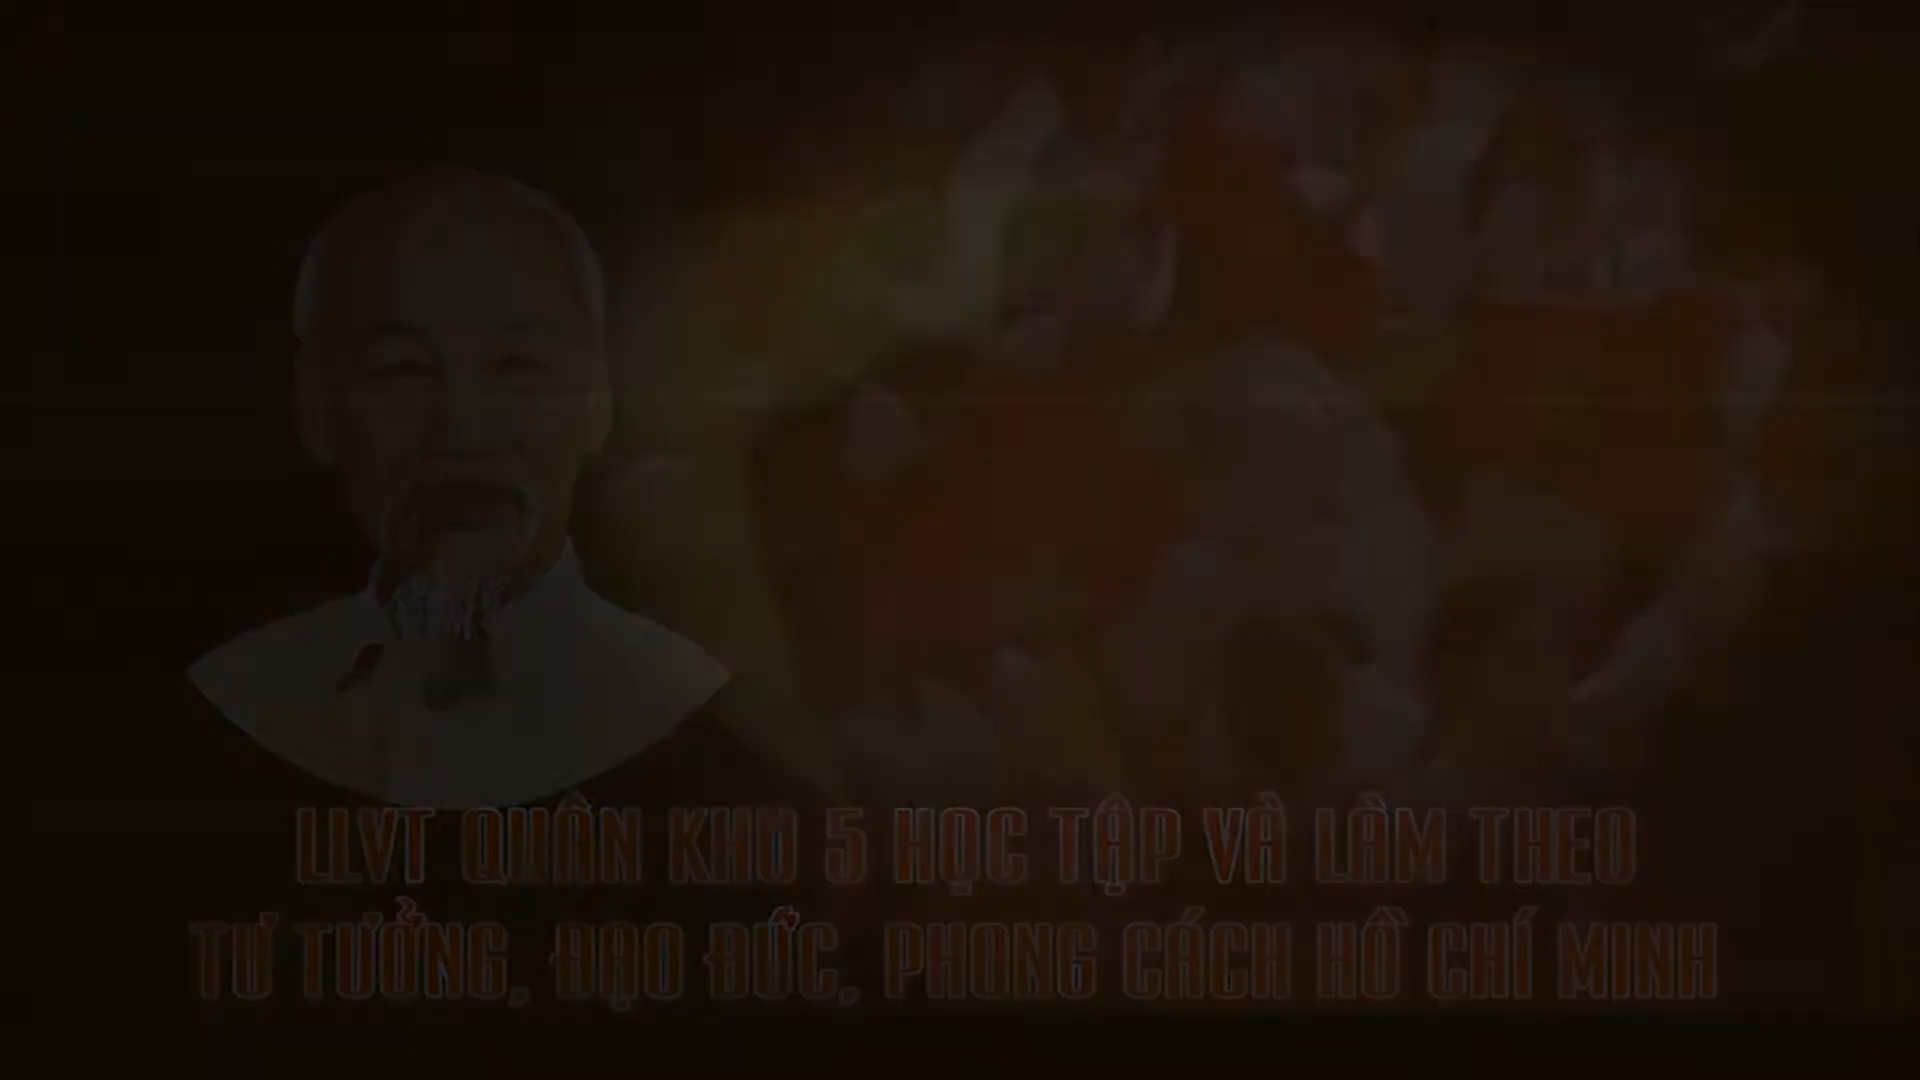 LLVT QUÂN KHU 5 HỌC TẬP VÀ LÀM THEO
TƯ TƯỞNG, ĐẠO ĐỨC, PHONG CÁCH HỒ CHÍ MINH